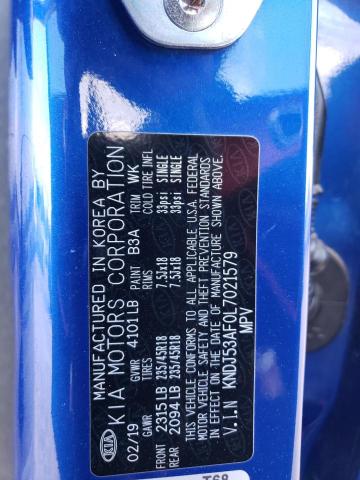 MANUFACTURED IN KOREA BY
KIA KIA MOTORS CORPORATION
02/19 GVWR 4101LB PAINT B3A TRIM WK
TIRES RIMS COLD TIRE INFL
FRONT 2315LB 235/45R18 7.5JX18 33psi SINGLE
REAR 2094LB 235/45R18 7.5JX18 33psi SINGLE
THIS VEHICLE CONFORMS TO ALL APPLICABLE U.S.A. FEDERAL
MOTOR VEHICLE SAFETY AND THEFT PREVENTION STANDARDS
IN EFFECT ON THE DATE OF MANUFACTURE SHOWN ABOVE.
V.I.N KNDJ53AF0L7021579
MPV
T68